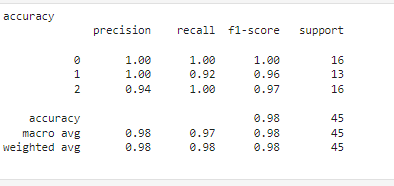 accuracy
precision recall f1-score support
0 1.00 1.00 1.00 16
1 1.00 0.92 0.96 13
2 0.94 1.00 0.97 16
accuracy 0.98 45
macro avg 0.98 0.97 0.98 45
weighted avg 0.98 0.98 0.98 45